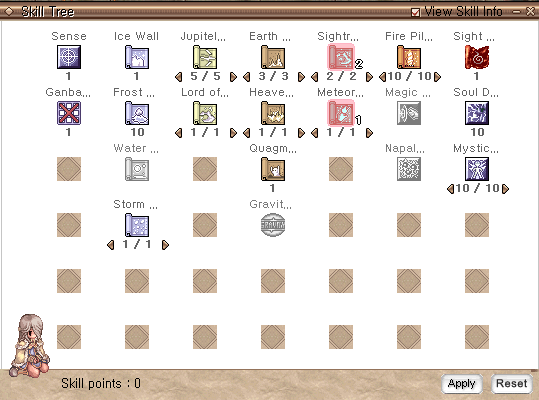 Skill Tree
View Skill Info
Sense Ice Wall Jupitel,,, Earth ,,, Sightr,,, Fire Pil,,, Sight ,,,
2
1 1 5 / 5 3 / 3 2 / 2 10 / 10 1
Ganba,,, Frost ,,, Lord of,,, Heave,,, Meteor,,, Magic ,,, Soul D,,,
1
1 10 1 / 1 1 / 1 1 / 1 10
Water ,,, Quagm,,, Napal,,, Mystic,,,
1 10 / 10
Storm ,,, Gravit,,,
1 / 1
Skill points : 0
Apply Reset